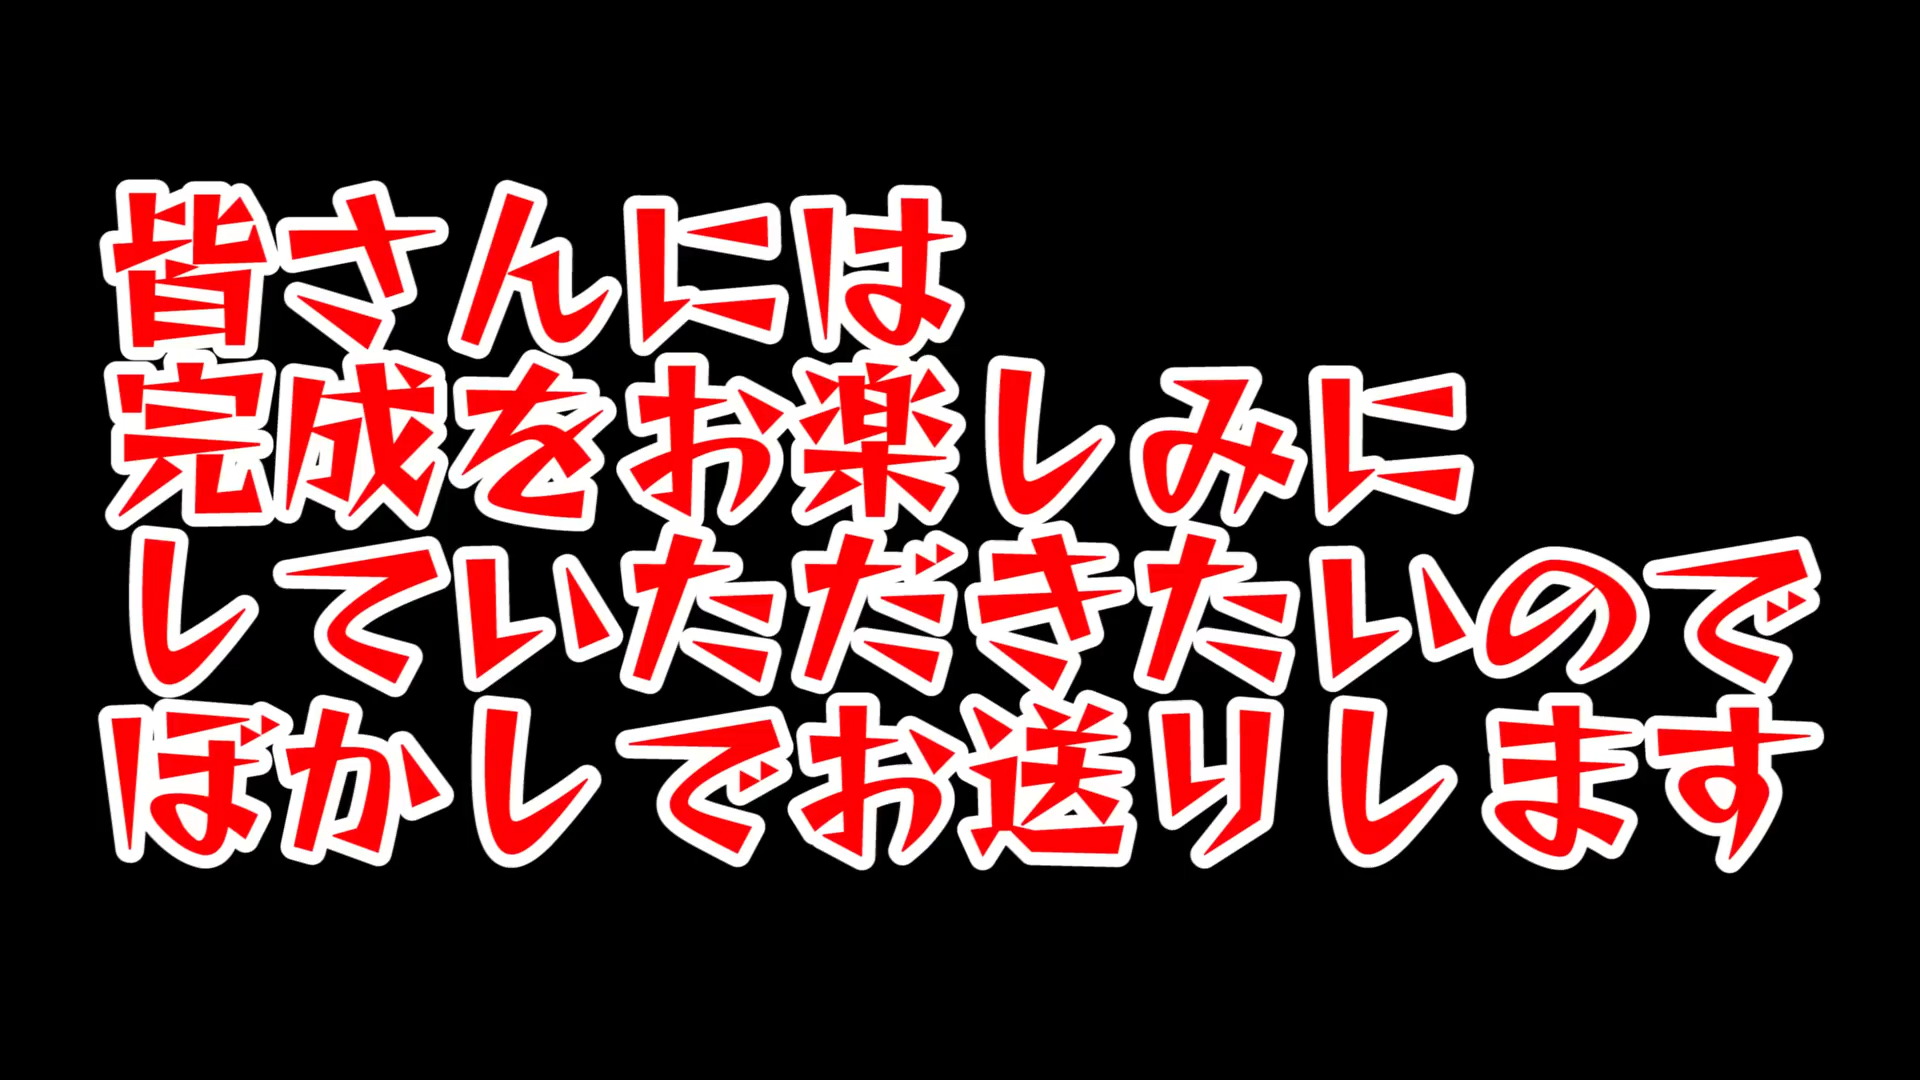 皆さんには
完成をお楽しみに
していただきたいので
ぼかしでお送りします